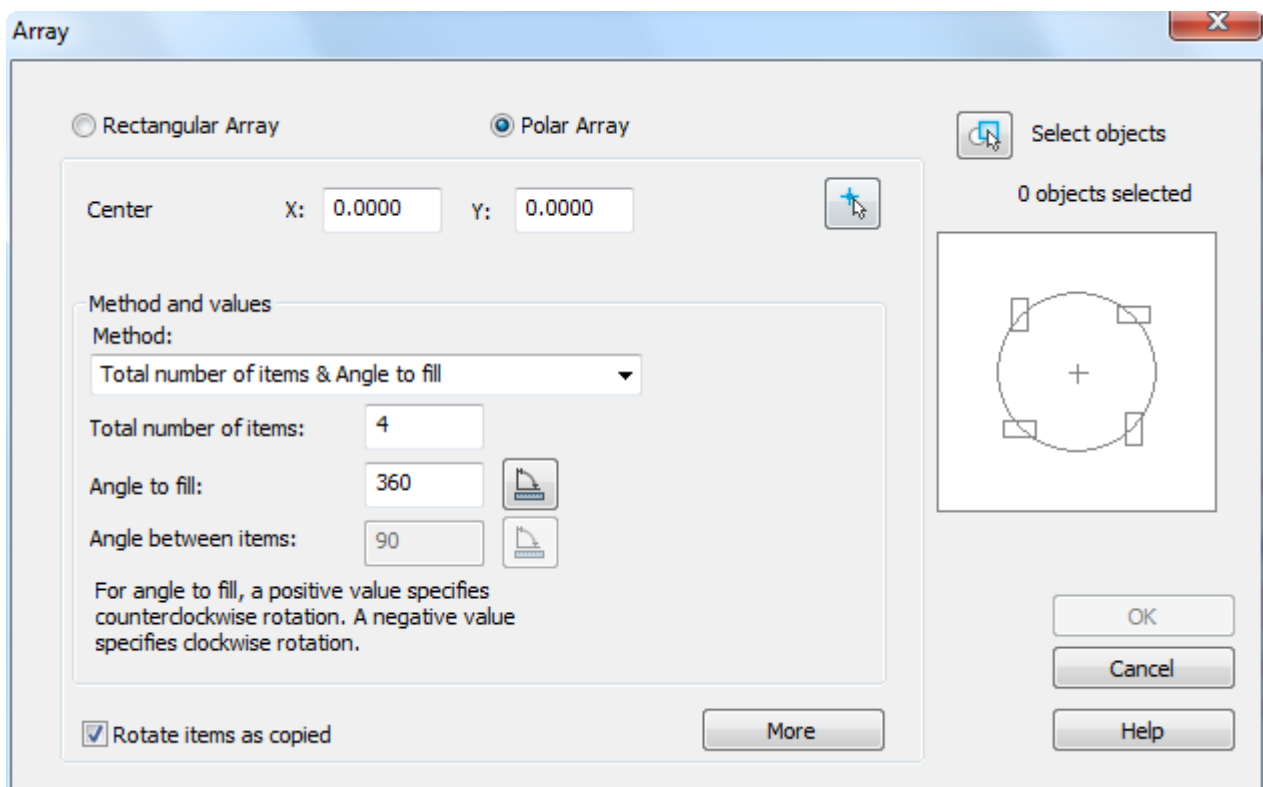 Array
Rectangular Array
Polar Array
Select objects
0 objects selected
Center X: 0.0000 Y: 0.0000
Method and values
Method:
Total number of items & Angle to fill
Total number of items: 4
Angle to fill: 360
Angle between items: 90
For angle to fill, a positive value specifies
counterclockwise rotation. A negative value
specifies clockwise rotation.
Rotate items as copied
More
OK
Cancel
Help